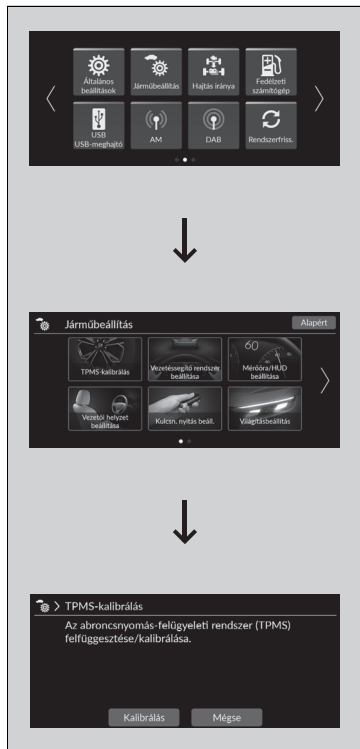 Általános
beállítások
Járműbeállítás
Hajtás iránya
Fedélzeti
számítógép
USB
USB-meghajtó
AM
DAB
Rendszerfriss.
Járműbeállítás
Alapért
TPMS-kalibrálás
Vezetéssegítő rendszer
beállítása
60
Mérőóra/HUD
beállítása
Vezetői helyzet
beállítása
Kulcsn. nyitás beáll.
Világításbeállítás
TPMS-kalibrálás
Az abroncsnyomás-felügyeleti rendszer (TPMS)
felfüggesztése/kalibrálása.
Kalibrálás
Mégse